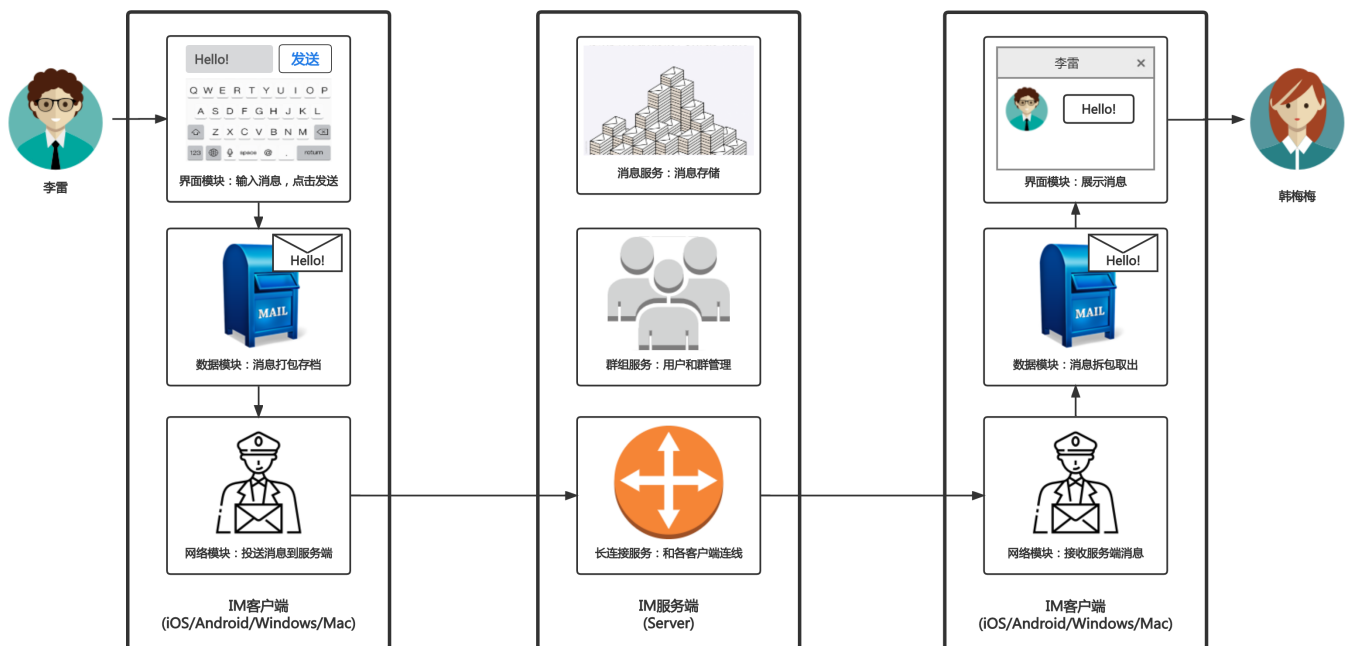 李雷
Hello!
发送
Q W E R T Y U I O P
A S D F G H J K L
Z X C V B N M
123 space @ . return
界面模块：输入消息，点击发送
Hello!
MAIL
数据模块：消息打包存档
网络模块：投送消息到服务端
IM客户端
(iOS/Android/Windows/Mac)
消息服务：消息存储
群组服务：用户和群管理
长连接服务：和各客户端连线
IM服务端
(Server)
李雷 ×
Hello!
界面模块：展示消息
Hello!
MAIL
数据模块：消息拆包取出
网络模块：接收服务端消息
IM客户端
(iOS/Android/Windows/Mac)
韩梅梅